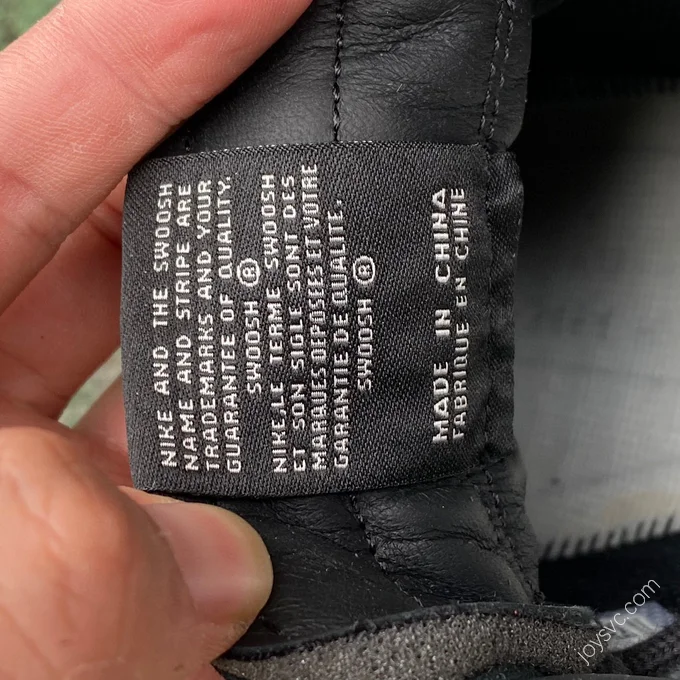 NIKE AND THE SWOOSH
NAME AND STRIPE ARE
TRADEMARKS AND YOUR
GUARANTEE OF QUALITY.
SWOOSH ®
NIKE,LE TERME SWOOSH
ET SON SIGLE SONT DES
MARQUES DEPOSEES ET VOTRE
GARANTIE DE QUALITE.
SWOOSH ®
MADE IN CHINA
FABRIQUE EN CHINE
joysvc.com